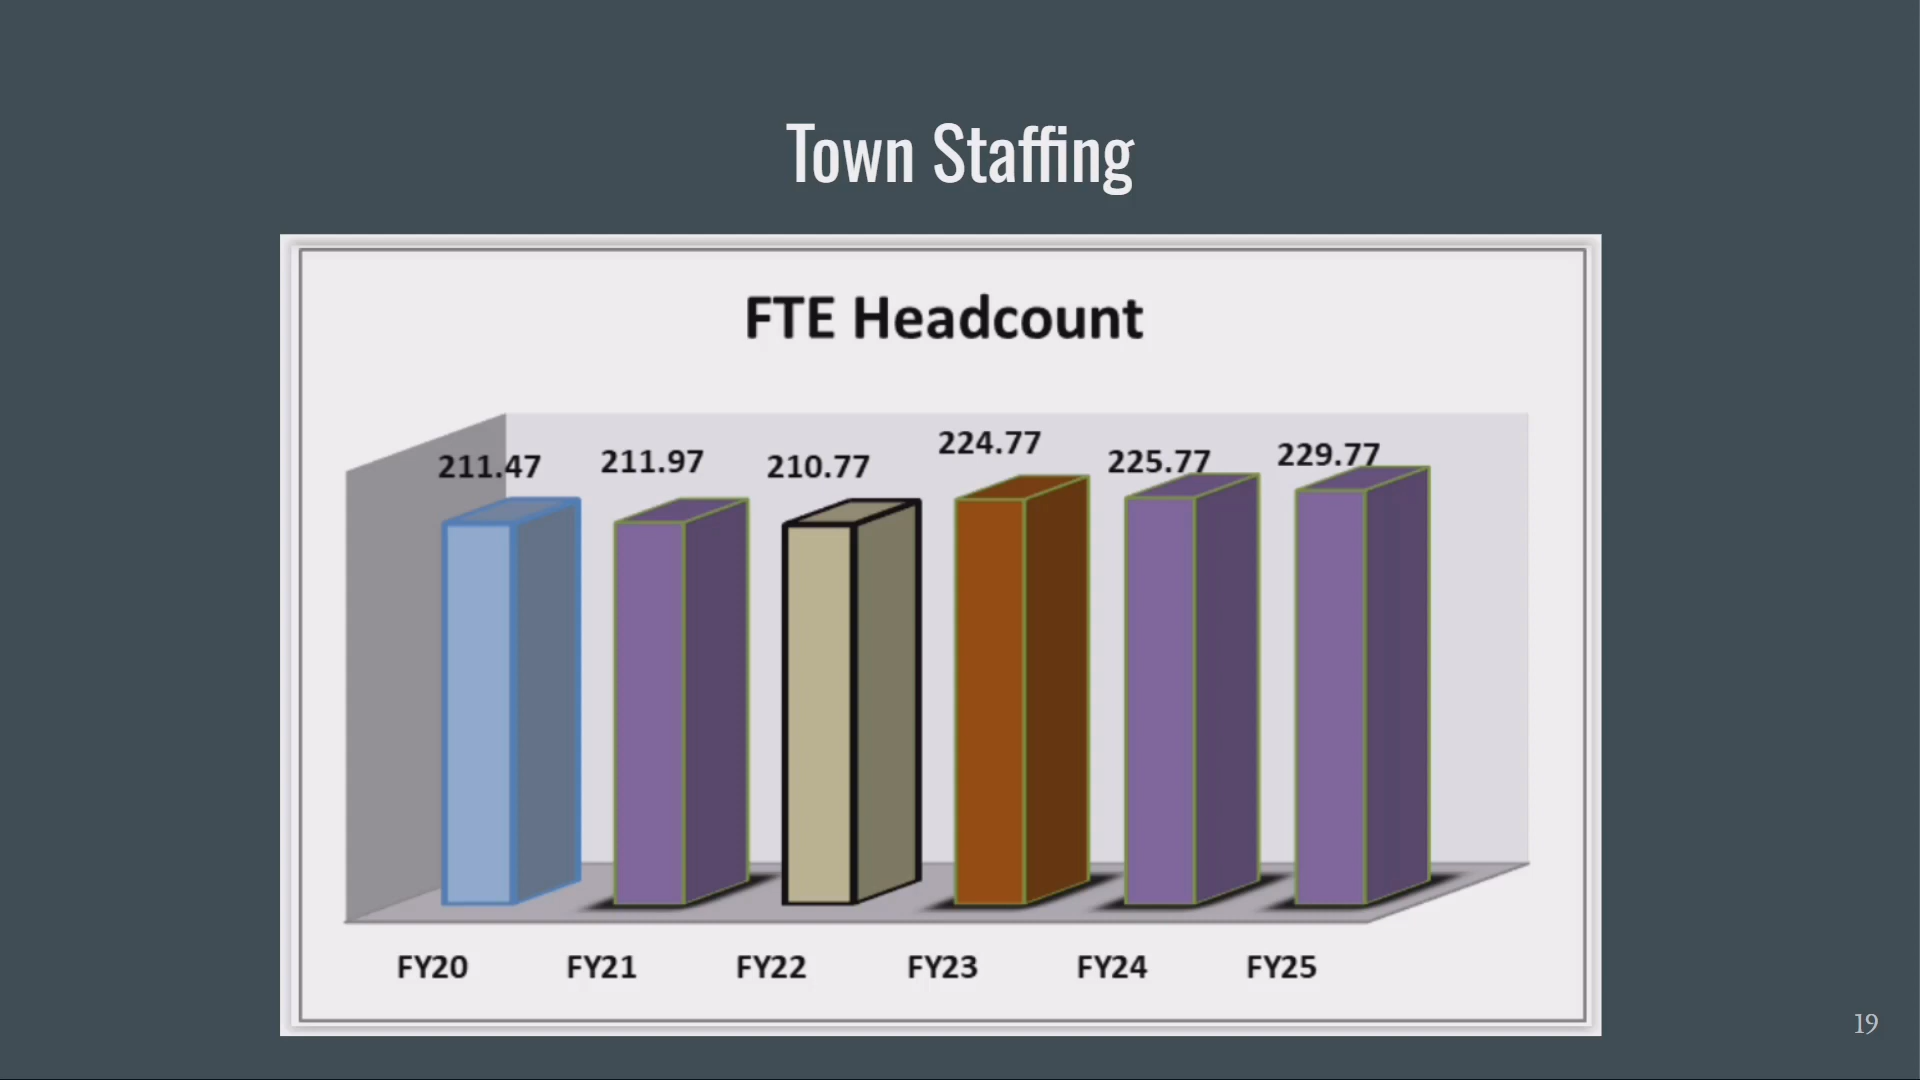 Town Staffing
FTE Headcount
211.47 211.97 210.77 224.77 225.77 229.77
FY20 FY21 FY22 FY23 FY24 FY25
19